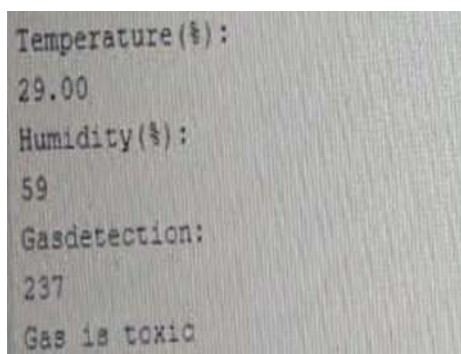 Temperature(%):
29.00
Humidity(%):
59
Gasdetection:
237
Gas is toxic